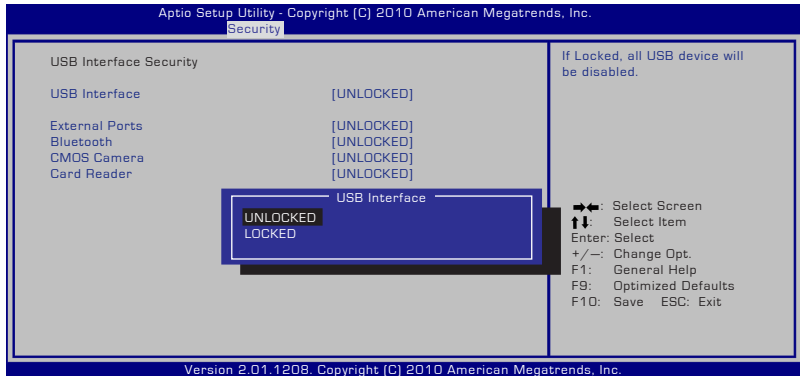 Aptio Setup Utility - Copyright (C) 2010 American Megatrends, Inc.
Security
USB Interface Security
USB Interface [UNLOCKED]
External Ports [UNLOCKED]
Bluetooth [UNLOCKED]
CMOS Camera [UNLOCKED]
Card Reader [UNLOCKED]
USB Interface
UNLOCKED
LOCKED
If Locked, all USB device will
be disabled.
→←: Select Screen
↑↓: Select Item
Enter: Select
+/—: Change Opt.
F1: General Help
F9: Optimized Defaults
F10: Save ESC: Exit
Version 2.01.1208. Copyright (C) 2010 American Megatrends, Inc.